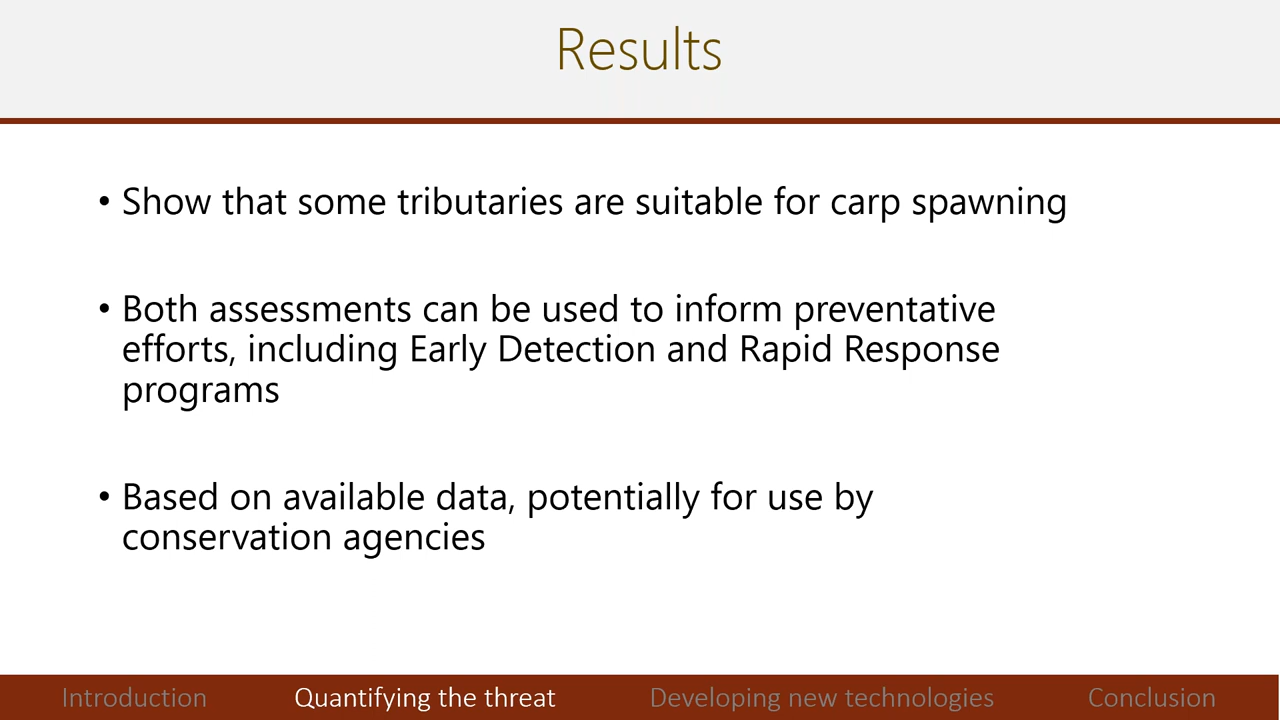 Results
• Show that some tributaries are suitable for carp spawning
• Both assessments can be used to inform preventative
efforts, including Early Detection and Rapid Response
programs
• Based on available data, potentially for use by
conservation agencies
Introduction Quantifying the threat Developing new technologies Conclusion